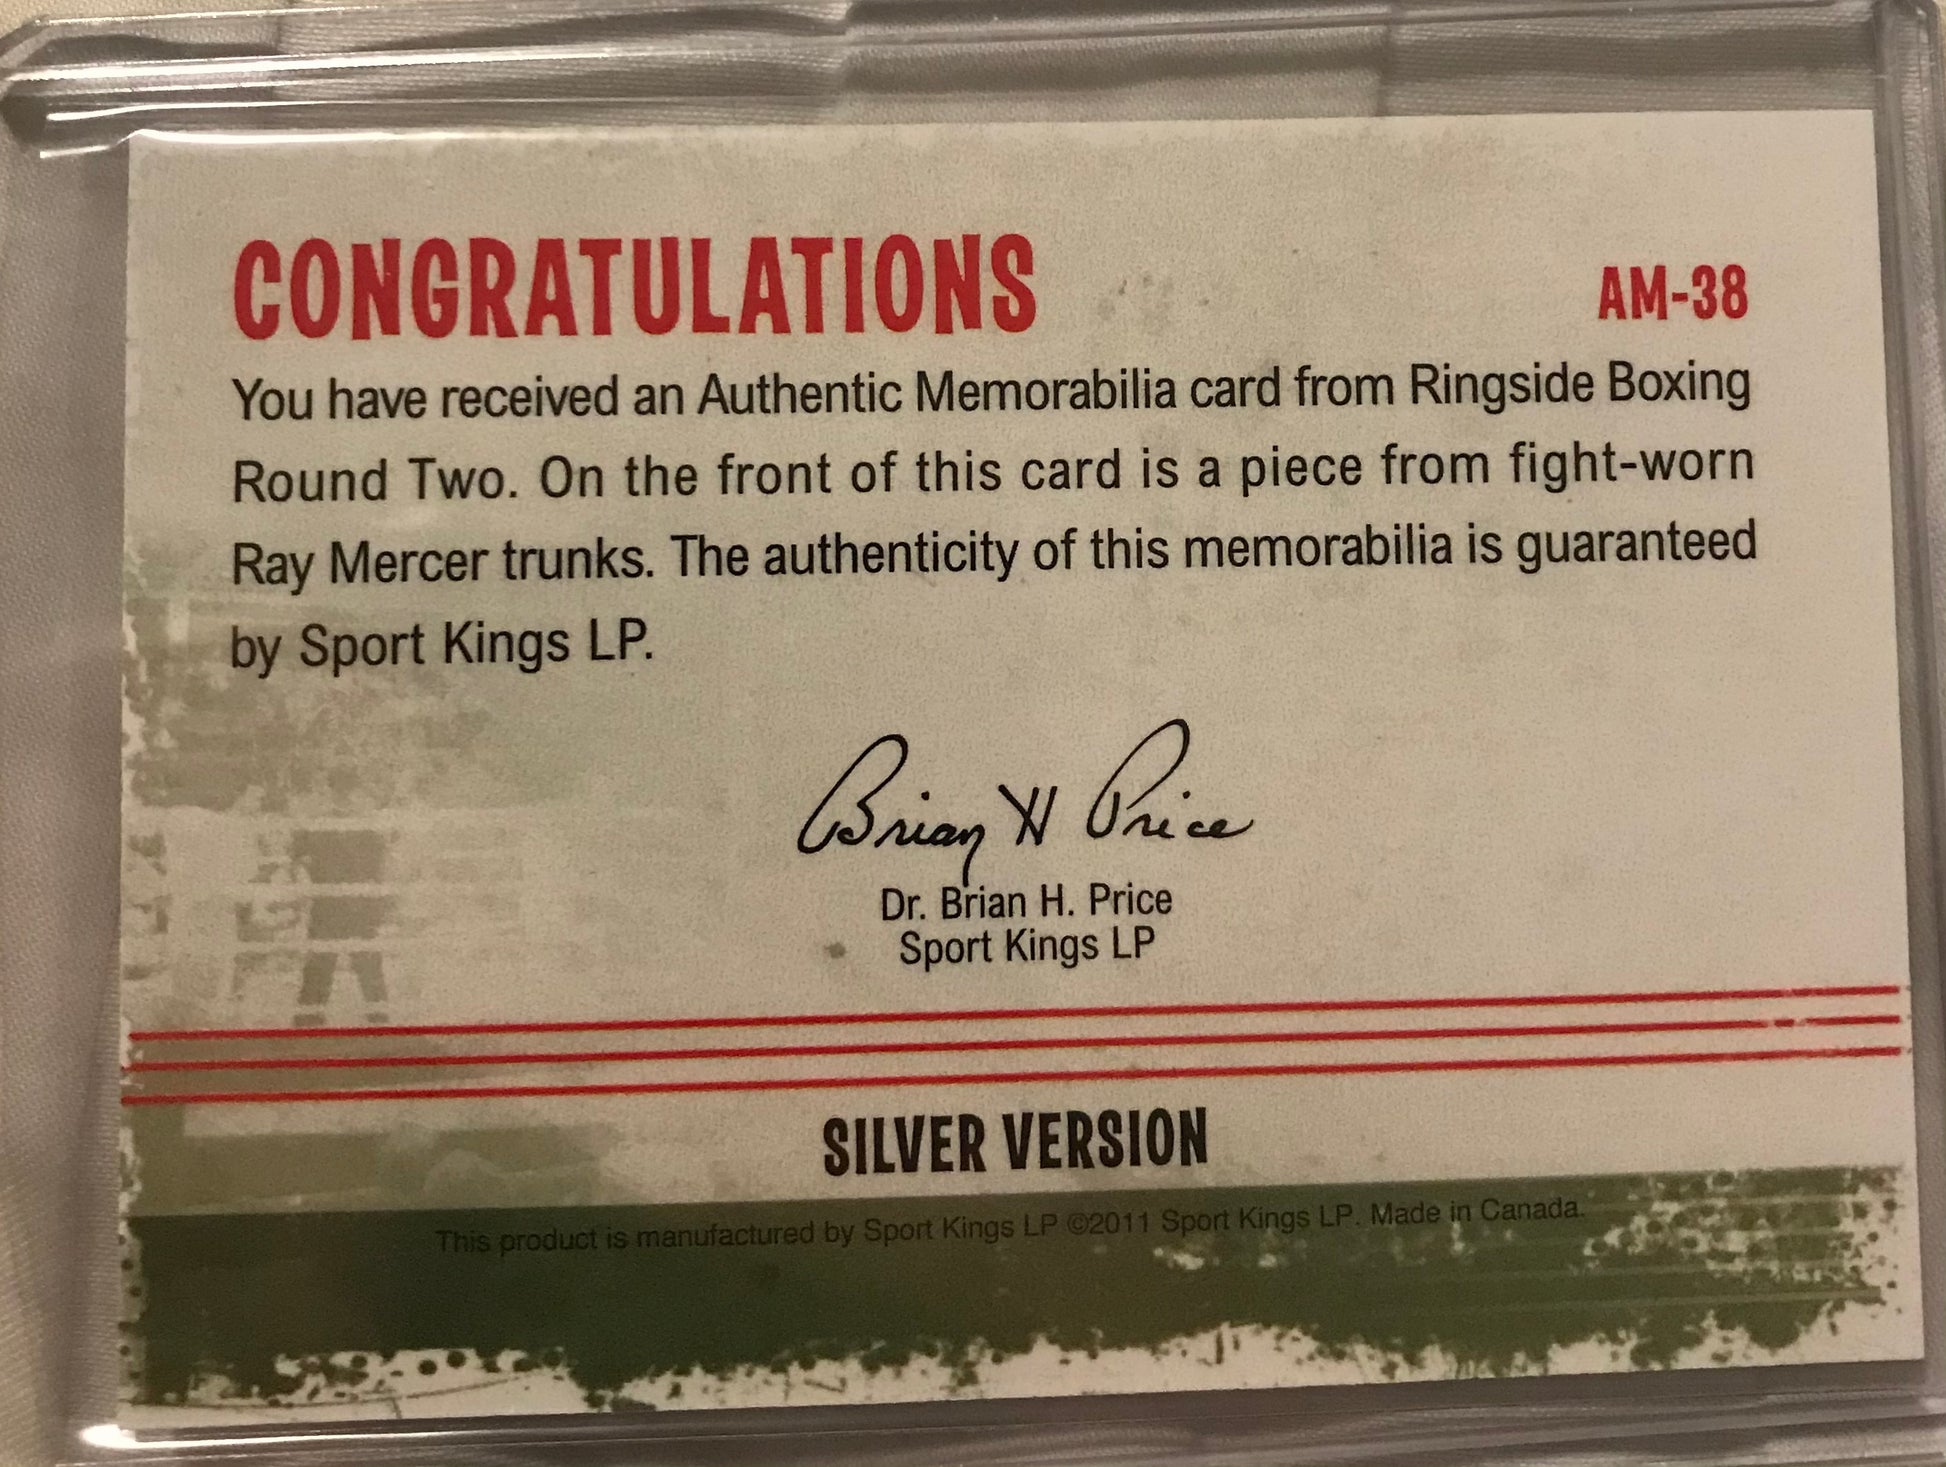 CONGRATULATIONS
AM-38
You have received an Authentic Memorabilia card from Ringside Boxing
Round Two. On the front of this card is a piece from fight-worn
Ray Mercer trunks. The authenticity of this memorabilia is guaranteed
by Sport Kings LP.
Brian H Price
Dr. Brian H. Price
Sport Kings LP
SILVER VERSION
This product is manufactured by Sport Kings LP ©2011 Sport Kings LP. Made in Canada.